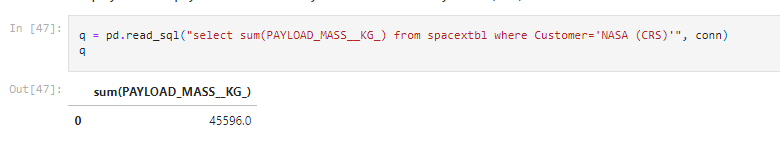 In [47]:
q = pd.read_sql("select sum(PAYLOAD_MASS__KG_) from spacextbl where Customer='NASA (CRS)'", conn)
q
Out[47]:
sum(PAYLOAD_MASS__KG_)
0 45596.0